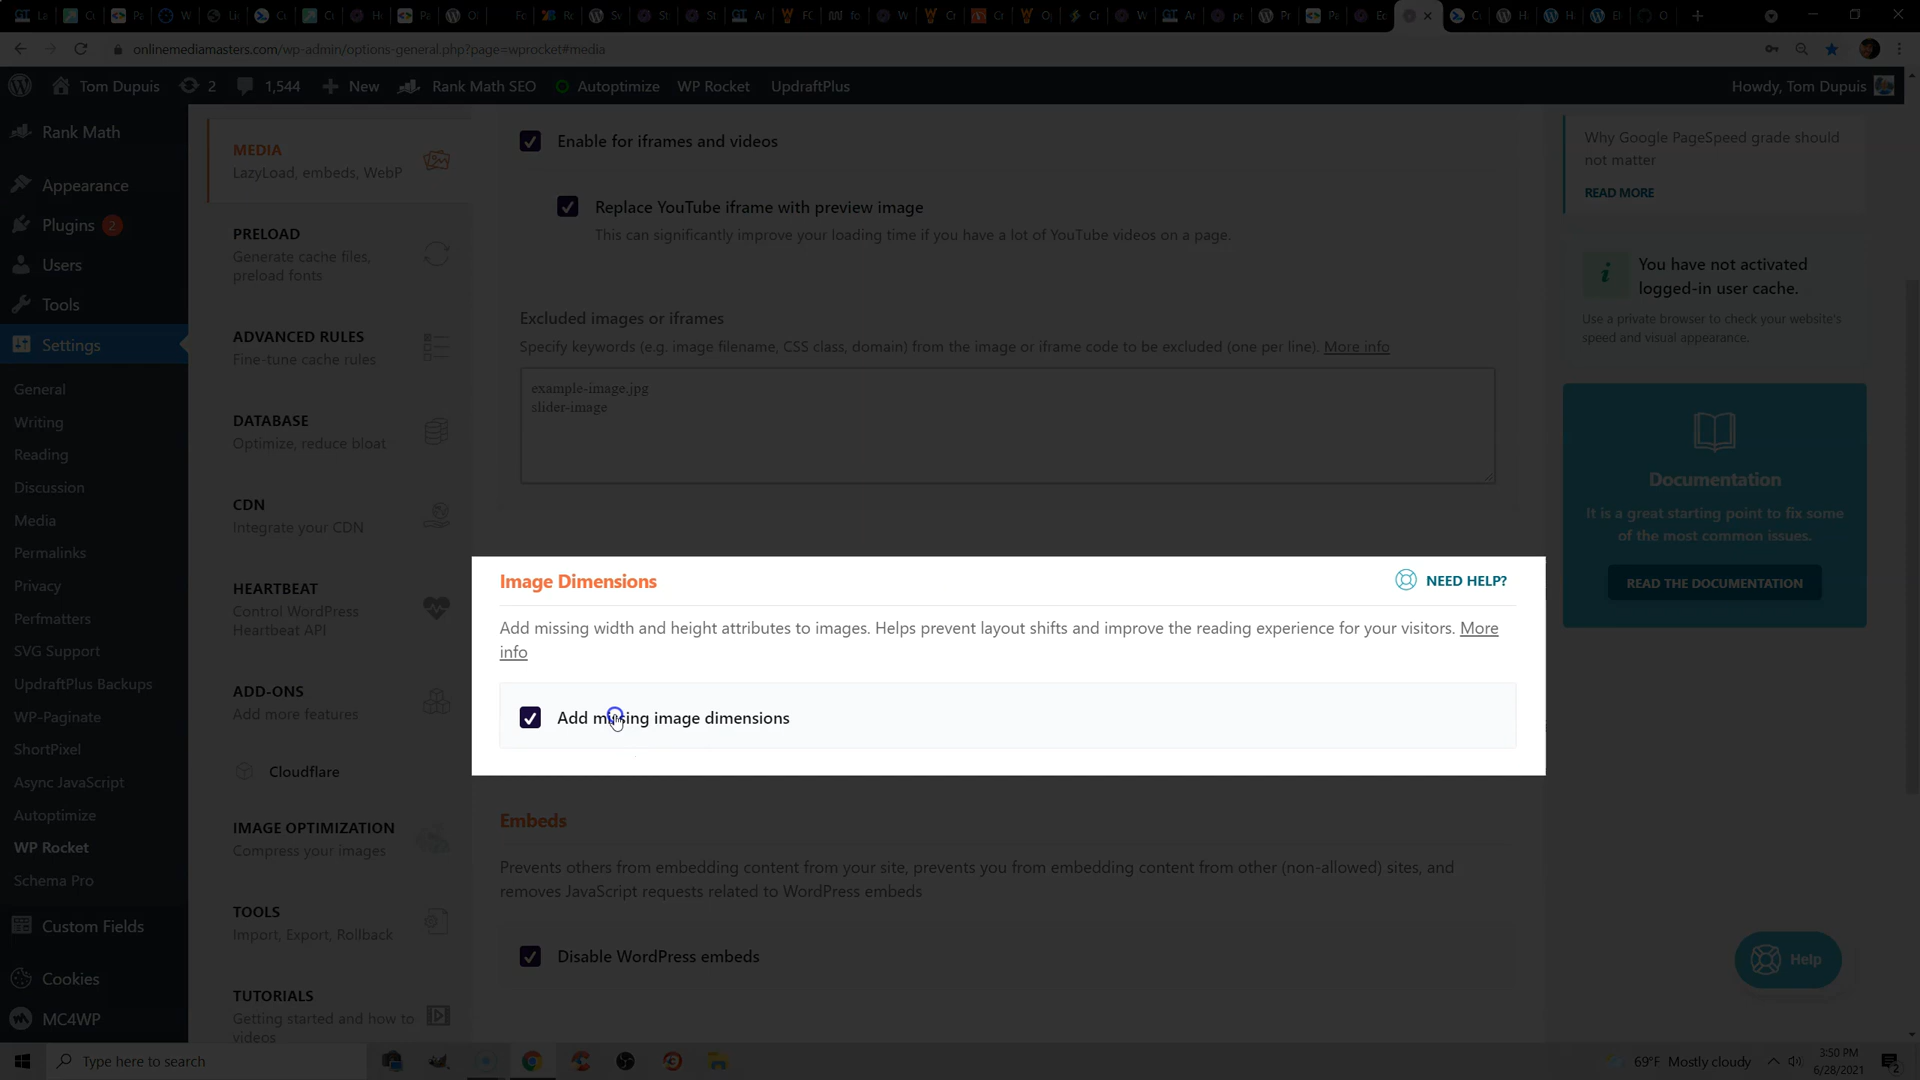 onlinemediamasters.com/wp-admin/options-general.php?page=wprocket#media
Tom Dupuis
2
1,544
New
Rank Math SEO
Autoptimize
WP Rocket
UpdraftPlus
Howdy, Tom Dupuis
Rank Math
Appearance
Plugins 2
Users
Tools
Settings
General
Writing
Reading
Discussion
Media
Permalinks
Privacy
Perfmatters
SVG Support
UpdraftPlus Backups
WP-Paginate
ShortPixel
Async JavaScript
Autoptimize
WP Rocket
Schema Pro
Custom Fields
Cookies
MC4WP
MEDIA
LazyLoad, embeds, WebP
PRELOAD
Generate cache files,
preload fonts
ADVANCED RULES
Fine-tune cache rules
DATABASE
Optimize, reduce bloat
CDN
Integrate your CDN
HEARTBEAT
Control WordPress
Heartbeat API
ADD-ONS
Add more features
Cloudflare
IMAGE OPTIMIZATION
Compress your images
TOOLS
Import, Export, Rollback
TUTORIALS
Getting started and how to
videos
Enable for iframes and videos
Replace YouTube iframe with preview image
This can significantly improve your loading time if you have a lot of YouTube videos on a page.
Excluded images or iframes
Specify keywords (e.g. image filename, CSS class, domain) from the image or iframe code to be excluded (one per line). More info
example-image.jpg
slider-image
Image Dimensions
NEED HELP?
Add missing width and height attributes to images. Helps prevent layout shifts and improve the reading experience for your visitors. More
info
Add missing image dimensions
Embeds
Prevents others from embedding content from your site, prevents you from embedding content from other (non-allowed) sites, and
removes JavaScript requests related to WordPress embeds
Disable WordPress embeds
Why Google PageSpeed grade should
not matter
READ MORE
You have not activated
logged-in user cache.
Use a private browser to check your website's
speed and visual appearance.
Documentation
It is a great starting point to fix some
of the most common issues.
READ THE DOCUMENTATION
Help
Type here to search
69°F Mostly cloudy
3:50 PM
6/28/2021
2